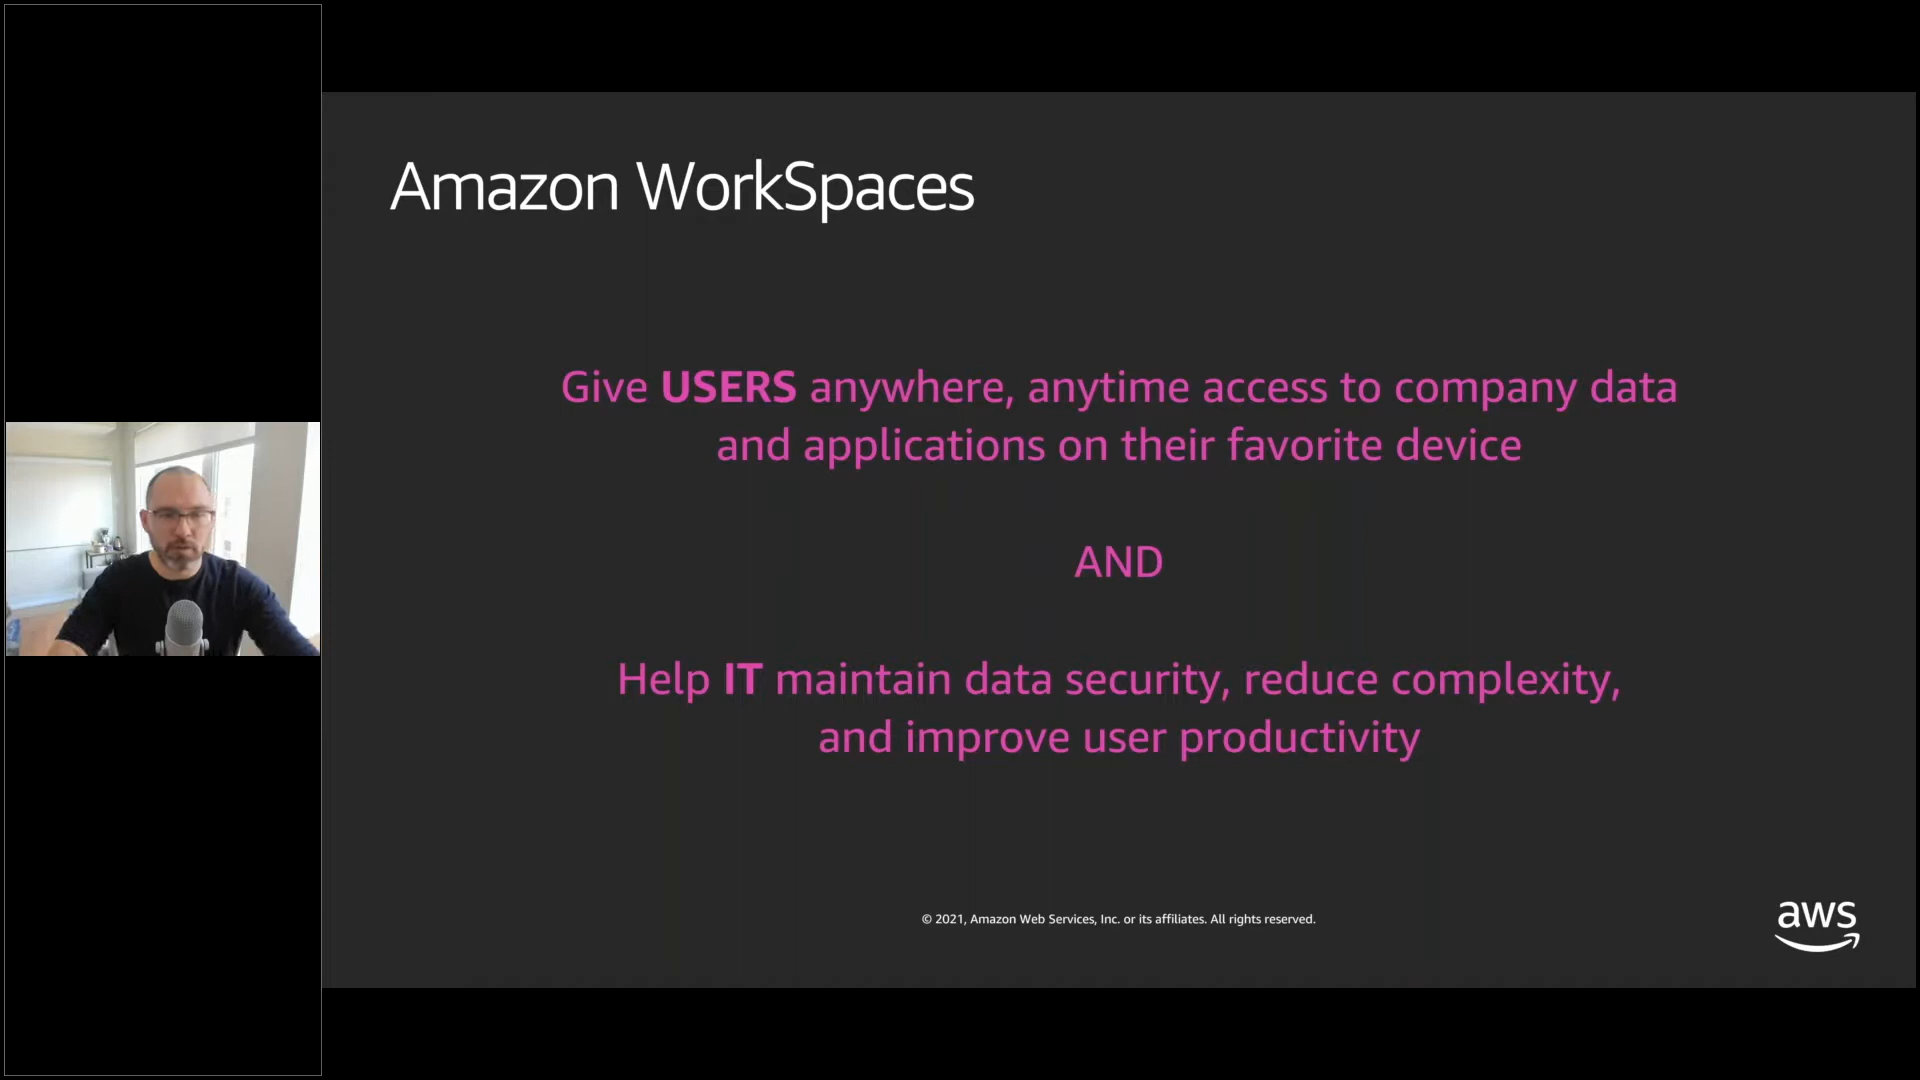 Amazon WorkSpaces
Give USERS anywhere, anytime access to company data
and applications on their favorite device
AND
Help IT maintain data security, reduce complexity,
and improve user productivity
© 2021, Amazon Web Services, Inc. or its affiliates. All rights reserved.
aws